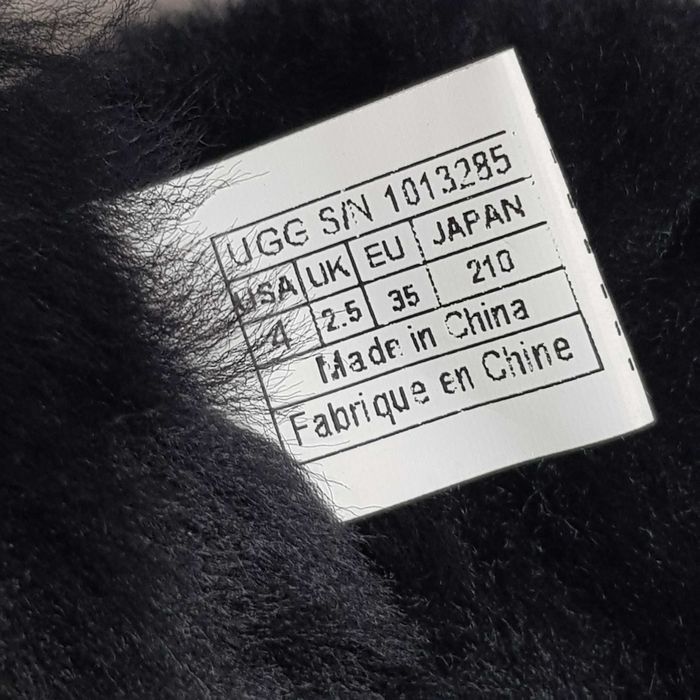 UGG S/N 1013285
USA UK EU JAPAN
4 2.5 35 210
Made in China
Fabrique en Chine